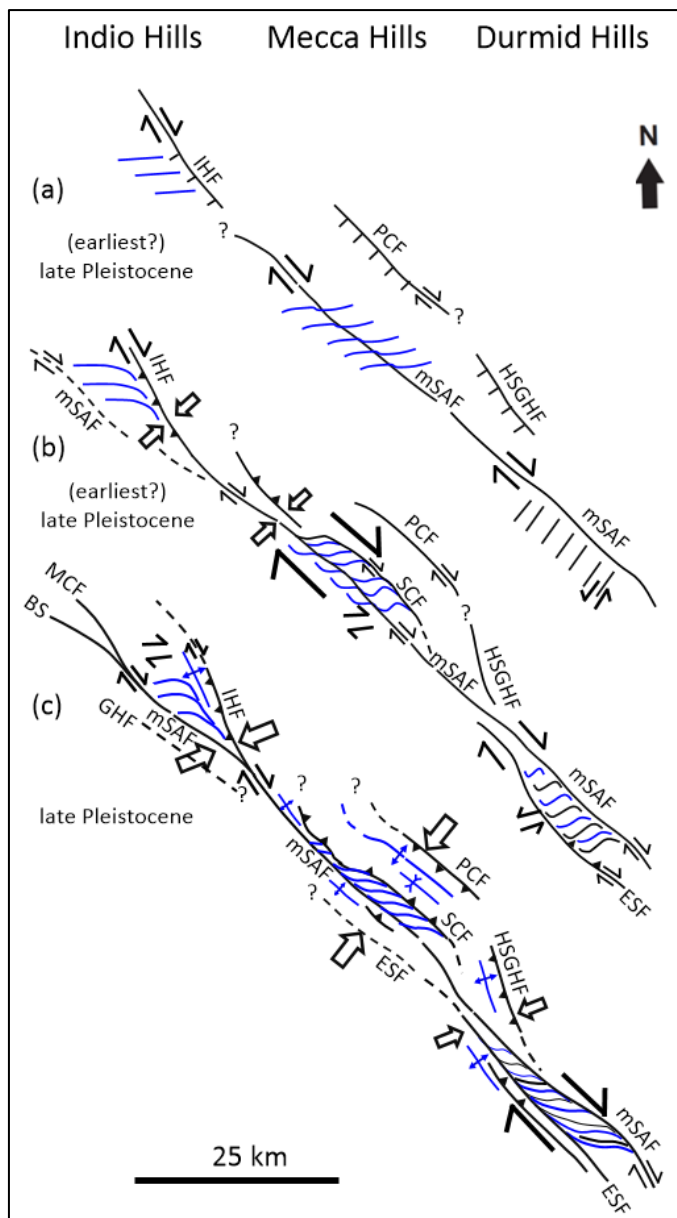 Indio Hills Mecca Hills Durmid Hills
N
(a)
IHF
PCF
(earliest?)
late Pleistocene
?
?
mSAF
HSGHF
mSAF
(b)
IHF
mSAF
?
(earliest?)
late Pleistocene
PCF
SCF
?
mSAF
HSGHF
mSAF
ESF
(c)
MCF
BS
IHF
mSAF
GHF
?
late Pleistocene
?
?
mSAF
PCF
SCF
?
ESF
HSGHF
mSAF
ESF
25 km